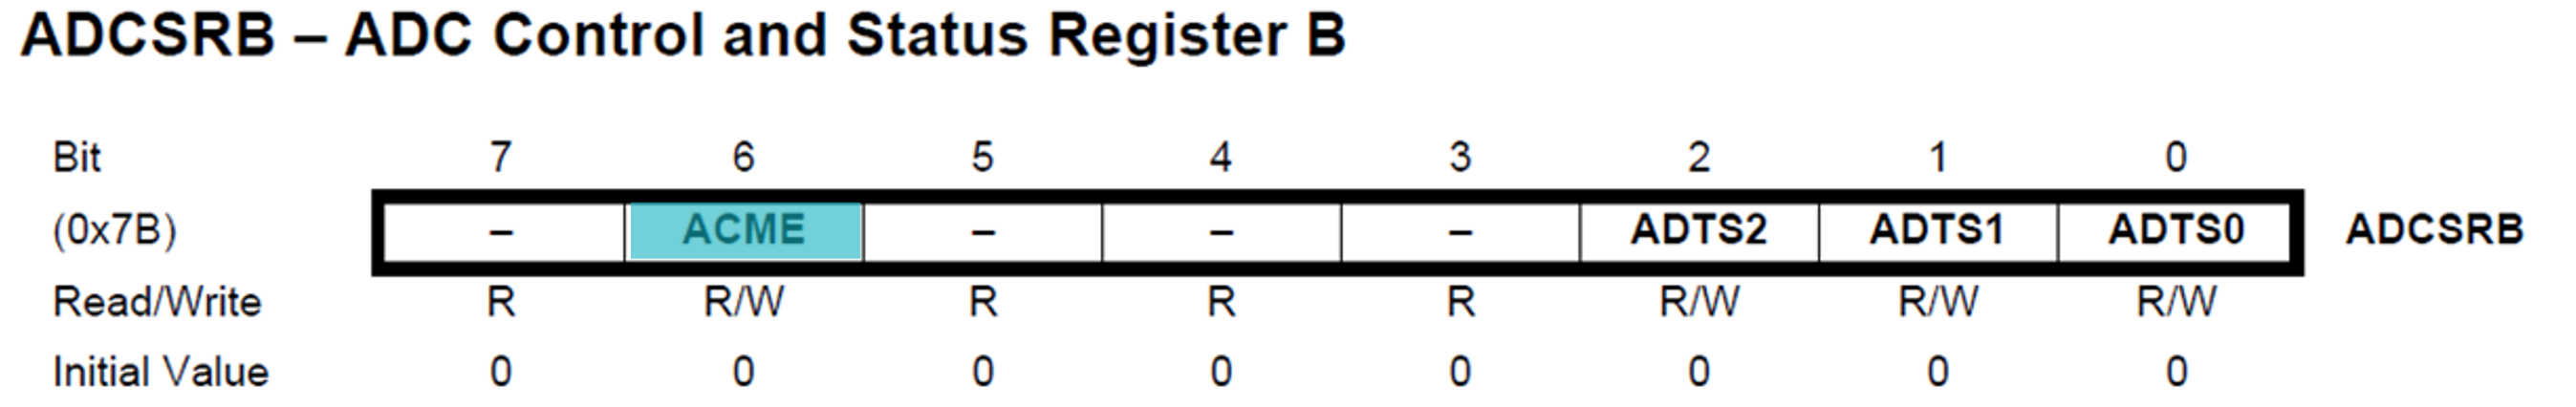 ADCSRB – ADC Control and Status Register B
Bit 7 6 5 4 3 2 1 0
(0x7B) – ACME – – – ADTS2 ADTS1 ADTS0 ADCSRB
Read/Write R R/W R R R R/W R/W R/W
Initial Value 0 0 0 0 0 0 0 0